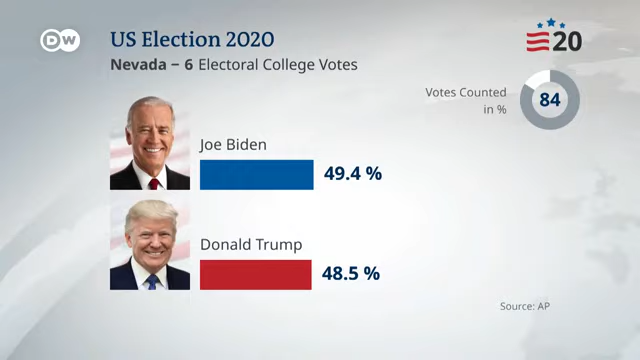 DW
US Election 2020
20
Nevada – 6 Electoral College Votes
Votes Counted
in %
84
Joe Biden
49.4 %
Donald Trump
48.5 %
Source: AP